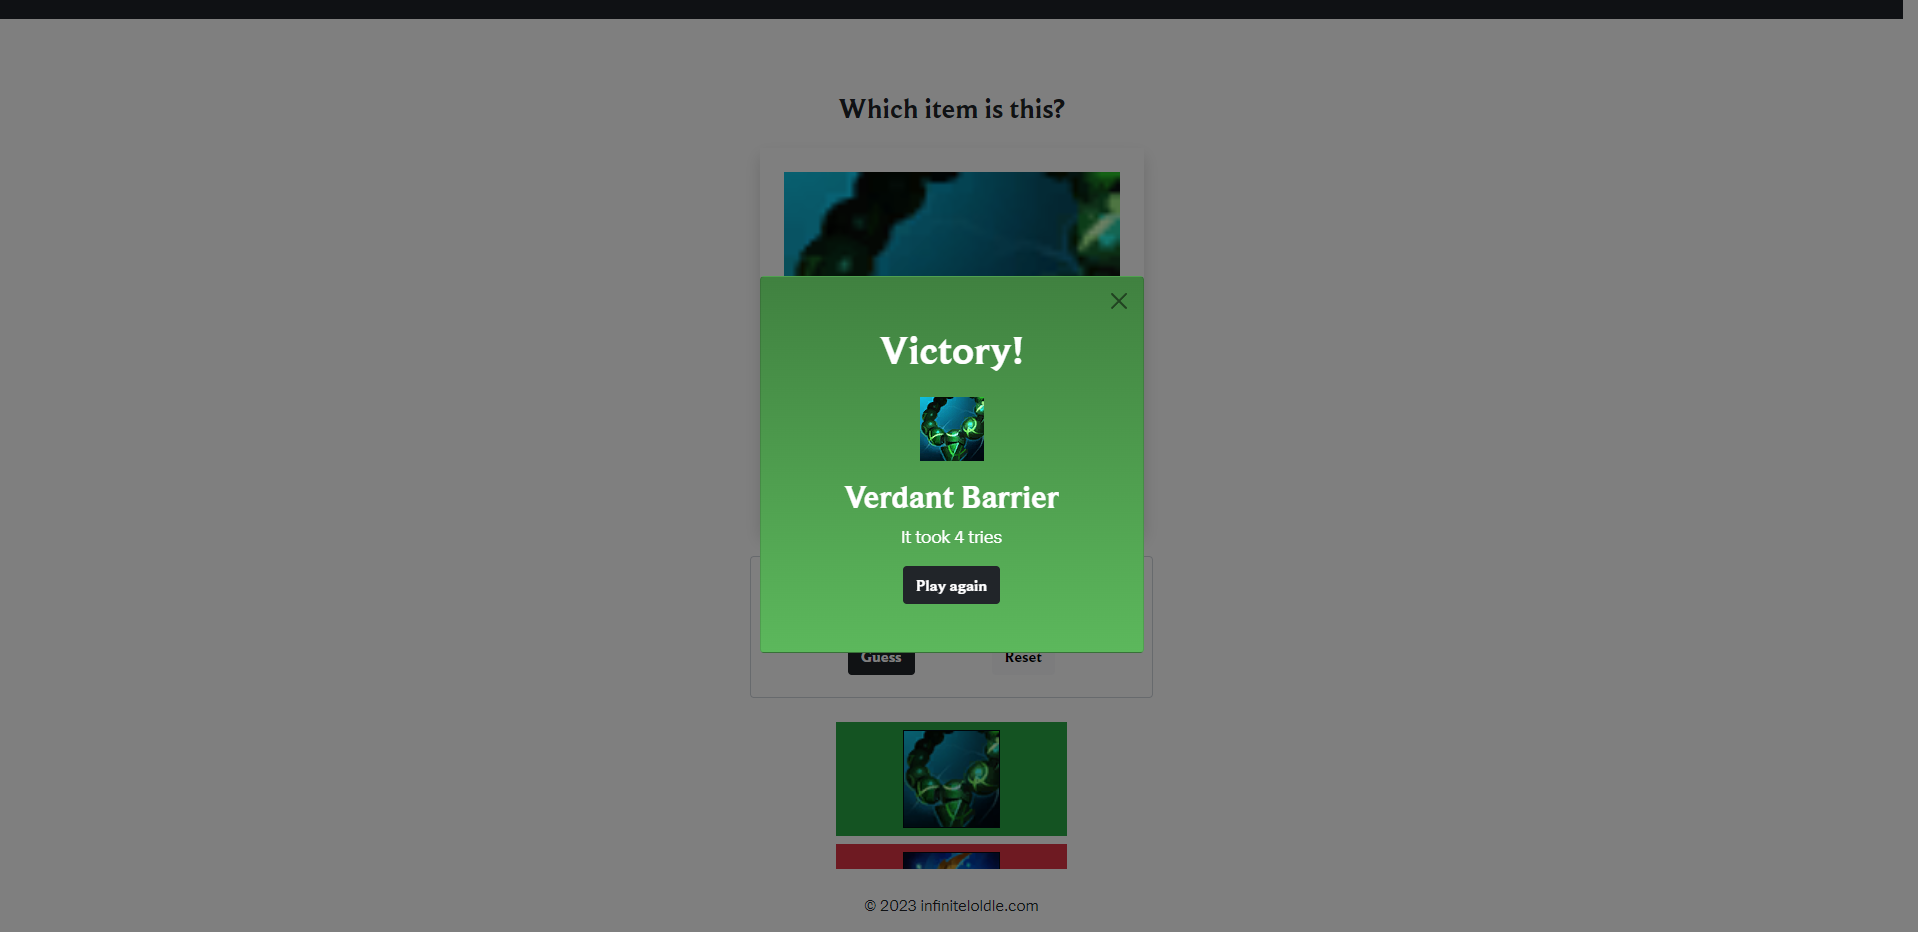 Which item is this?
Victory!
Verdant Barrier
It took 4 tries
Play again
Guess
Reset
© 2023 infiniteloldle.com